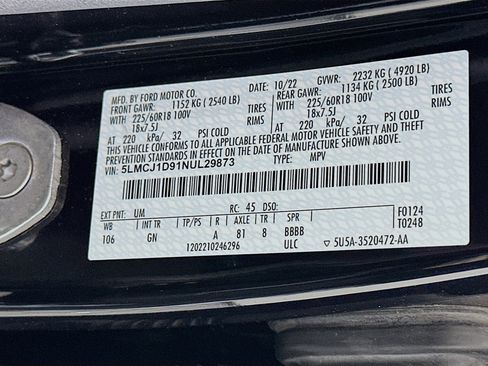 MFD. BY FORD MOTOR CO. 10/22 GVWR: 2232 KG ( 4920 LB)
FRONT GAWR: 1152 KG ( 2540 LB) REAR GAWR: 1134 KG ( 2500 LB)
225/60R18 100V TIRES 225/60R18 100V TIRES
18x7.5J RIMS 18x7.5J RIMS
AT 220 kPa/ 32 PSI COLD AT 220 kPa/ 32 PSI COLD
THIS VEHICLE CONFORMS TO ALL APPLICABLE FEDERAL MOTOR VEHICLE SAFETY AND THEFT
PREVENTION STANDARDS IN EFFECT ON THE DATE OF MANUFACTURE SHOWN ABOVE.
VIN: 5LMCJ1D91NUL29873 TYPE: MPV
EXT PNT: UM RC: 45 DSO: F0124
WB INT TR TP/PS R AXLE TR SPR T0248
106 GN A 81 8 BBBB
1202210246296 ULC ▽ 5U5A-3520472-AA